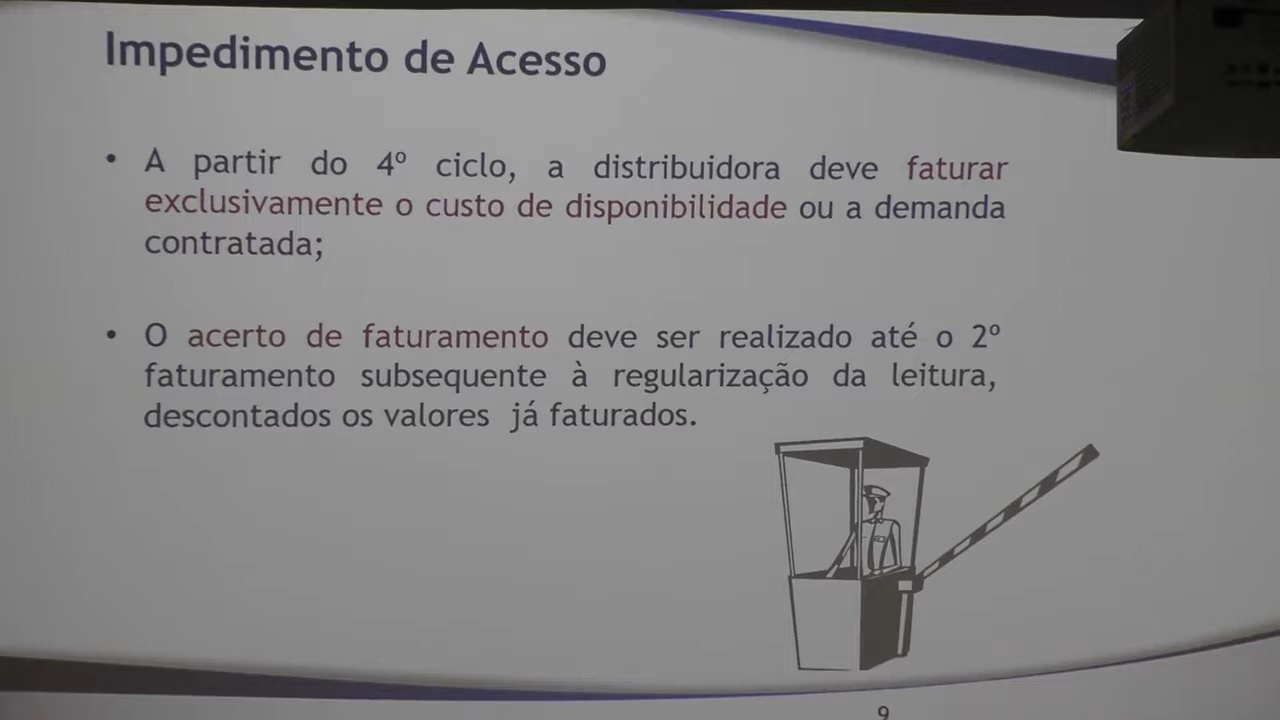 Impedimento de Acesso
• A partir do 4º ciclo, a distribuidora deve faturar
exclusivamente o custo de disponibilidade ou a demanda
contratada;
• O acerto de faturamento deve ser realizado até o 2º
faturamento subsequente à regularização da leitura,
descontados os valores já faturados.
9